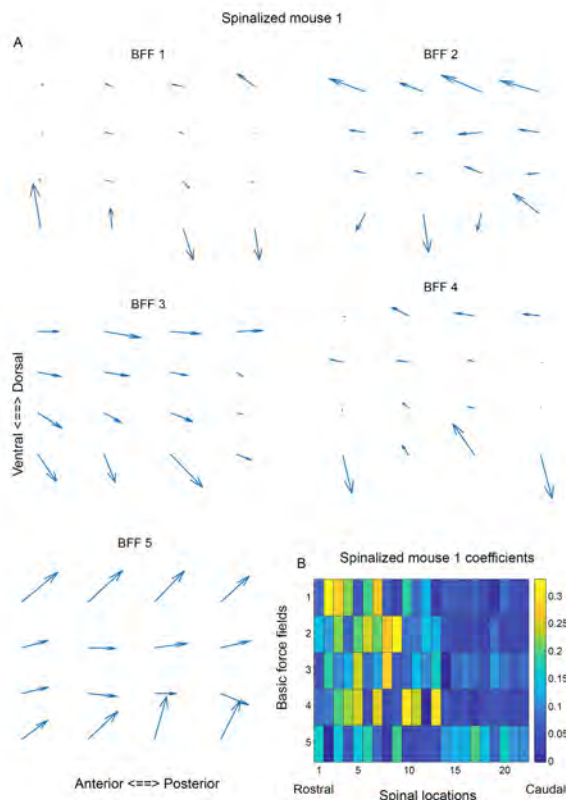 Spinalized mouse 1
A
BFF 1
BFF 2
BFF 3
BFF 4
Ventral <==> Dorsal
BFF 5
Anterior <==> Posterior
B
Spinalized mouse 1 coefficients
Basic force fields
1
2
3
4
5
1 5 10 15 20
Rostral Spinal locations Caudal
0.3
0.25
0.2
0.15
0.1
0.05
0